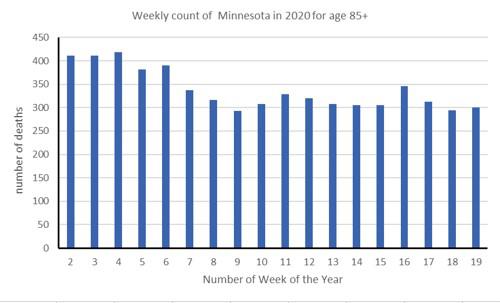 Weekly count of  Minnesota in 2020 for age 85+
450
400
350
300
250
200
150
100
50
0
number of deaths
2 3 4 5 6 7 8 9 10 11 12 13 14 15 16 17 18 19
Number of Week of the Year